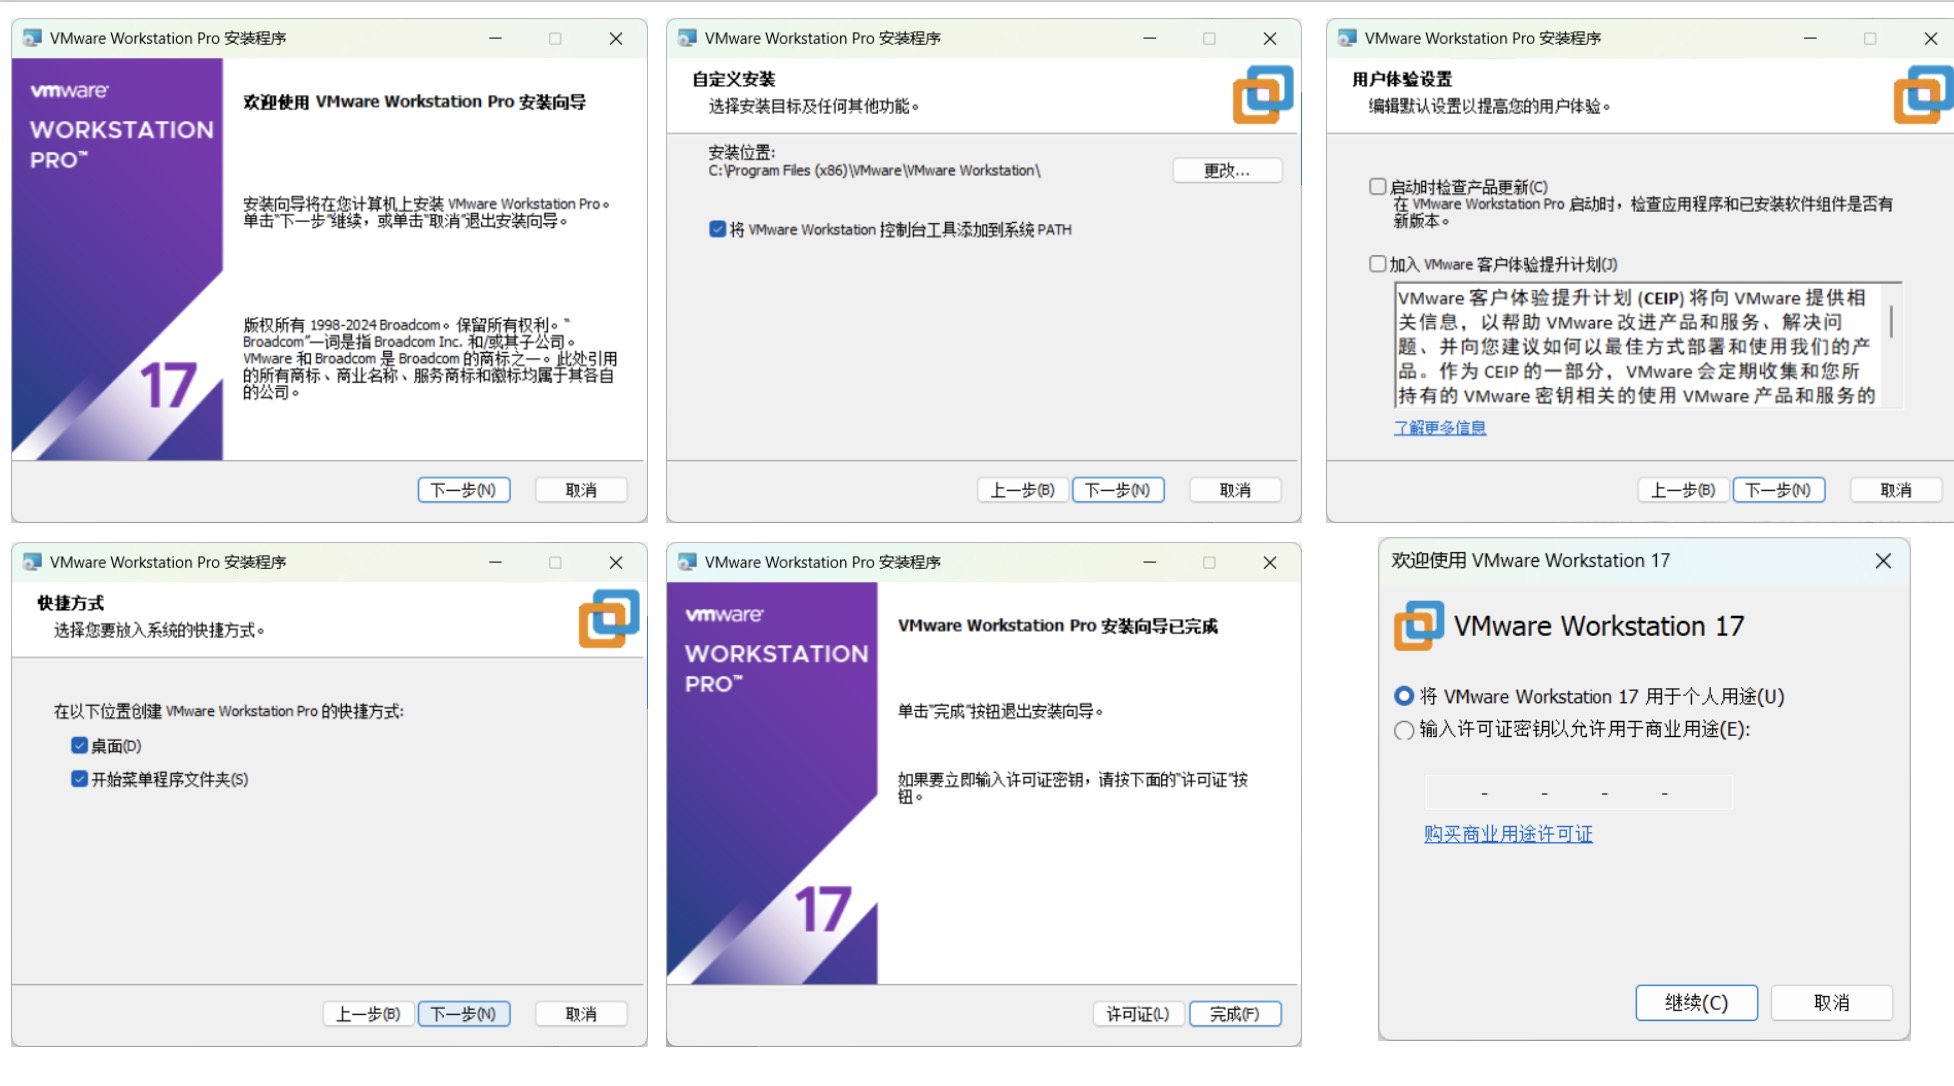 VMware Workstation Pro 安装程序
vmware
WORKSTATION
PRO™
17
欢迎使用 VMware Workstation Pro 安装向导
安装向导将在您计算机上安装 VMware Workstation Pro。
单击"下一步"继续，或单击"取消"退出安装向导。
版权所有 1998-2024 Broadcom。保留所有权利。"
Broadcom"一词是指 Broadcom Inc. 和/或其子公司。
VMware 和 Broadcom 是 Broadcom 的商标之一。此处引用
的所有商标、商业名称、服务商标和徽标均属于其各自
的公司。
下一步(N)
取消
VMware Workstation Pro 安装程序
自定义安装
选择安装目标及任何其他功能。
安装位置:
C:\Program Files (x86)\VMware\VMware Workstation\
更改...
将 VMware Workstation 控制台工具添加到系统 PATH
上一步(B)
下一步(N)
取消
VMware Workstation Pro 安装程序
用户体验设置
编辑默认设置以提高您的用户体验。
启动时检查产品更新(C)
在 VMware Workstation Pro 启动时，检查应用程序和已安装软件组件是否有
新版本。
加入 VMware 客户体验提升计划(J)
VMware 客户体验提升计划 (CEIP) 将向 VMware 提供相
关信息，以帮助 VMware 改进产品和服务、解决问
题、并向您建议如何以最佳方式部署和使用我们的产
品。作为 CEIP 的一部分，VMware 会定期收集和您所
持有的 VMware 密钥相关的使用 VMware 产品和服务的
了解更多信息
上一步(B)
下一步(N)
取消
VMware Workstation Pro 安装程序
快捷方式
选择您要放入系统的快捷方式。
在以下位置创建 VMware Workstation Pro 的快捷方式:
桌面(D)
开始菜单程序文件夹(S)
上一步(B)
下一步(N)
取消
VMware Workstation Pro 安装程序
vmware
WORKSTATION
PRO™
17
VMware Workstation Pro 安装向导已完成
单击"完成"按钮退出安装向导。
如果要立即输入许可证密钥，请按下面的"许可证"按
钮。
许可证(L)
完成(F)
欢迎使用 VMware Workstation 17
VMware Workstation 17
将 VMware Workstation 17 用于个人用途(U)
输入许可证密钥以允许用于商业用途(E):
- - - -
购买商业用途许可证
继续(C)
取消